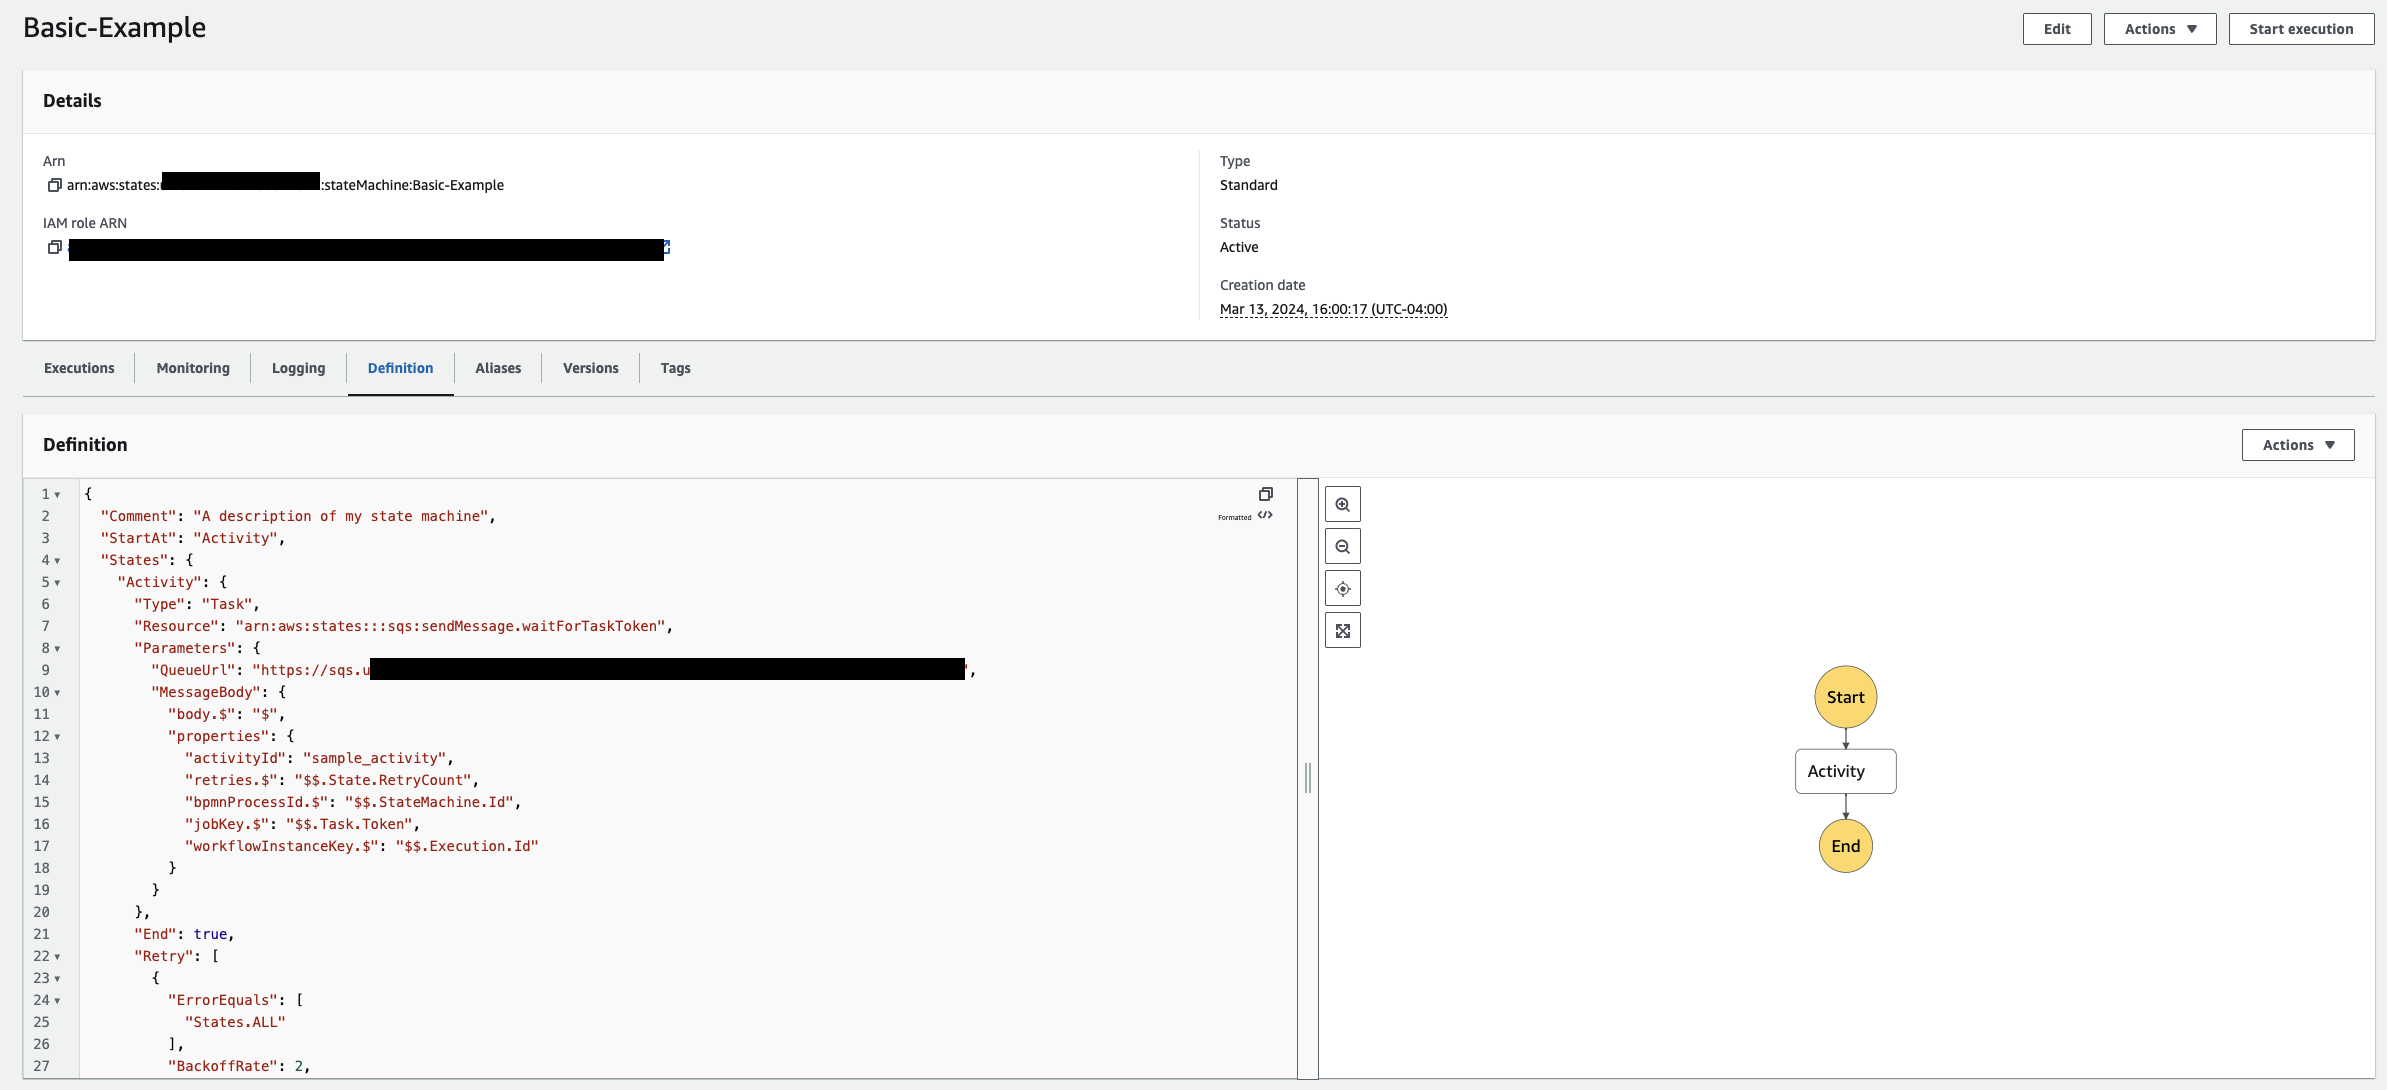 Basic-Example
Edit
Actions
Start execution
Details
Arn
arn:aws:states: :stateMachine:Basic-Example
IAM role ARN
Type
Standard
Status
Active
Creation date
Mar 13, 2024, 16:00:17 (UTC-04:00)
Executions
Monitoring
Logging
Definition
Aliases
Versions
Tags
Definition
Actions
1 {
2 "Comment": "A description of my state machine",
3 "StartAt": "Activity",
4 "States": {
5 "Activity": {
6 "Type": "Task",
7 "Resource": "arn:aws:states:::sqs:sendMessage.waitForTaskToken",
8 "Parameters": {
9 "QueueUrl": "https://sqs.u ",
10 "MessageBody": {
11 "body.$": "$",
12 "properties": {
13 "activityId": "sample_activity",
14 "retries.$": "$$.State.RetryCount",
15 "bpmnProcessId.$": "$$.StateMachine.Id",
16 "jobKey.$": "$$.Task.Token",
17 "workflowInstanceKey.$": "$$.Execution.Id"
18 }
19 }
20 },
21 "End": true,
22 "Retry": [
23 {
24 "ErrorEquals": [
25 "States.ALL"
26 ],
27 "BackoffRate": 2,
Formatted
Start
Activity
End